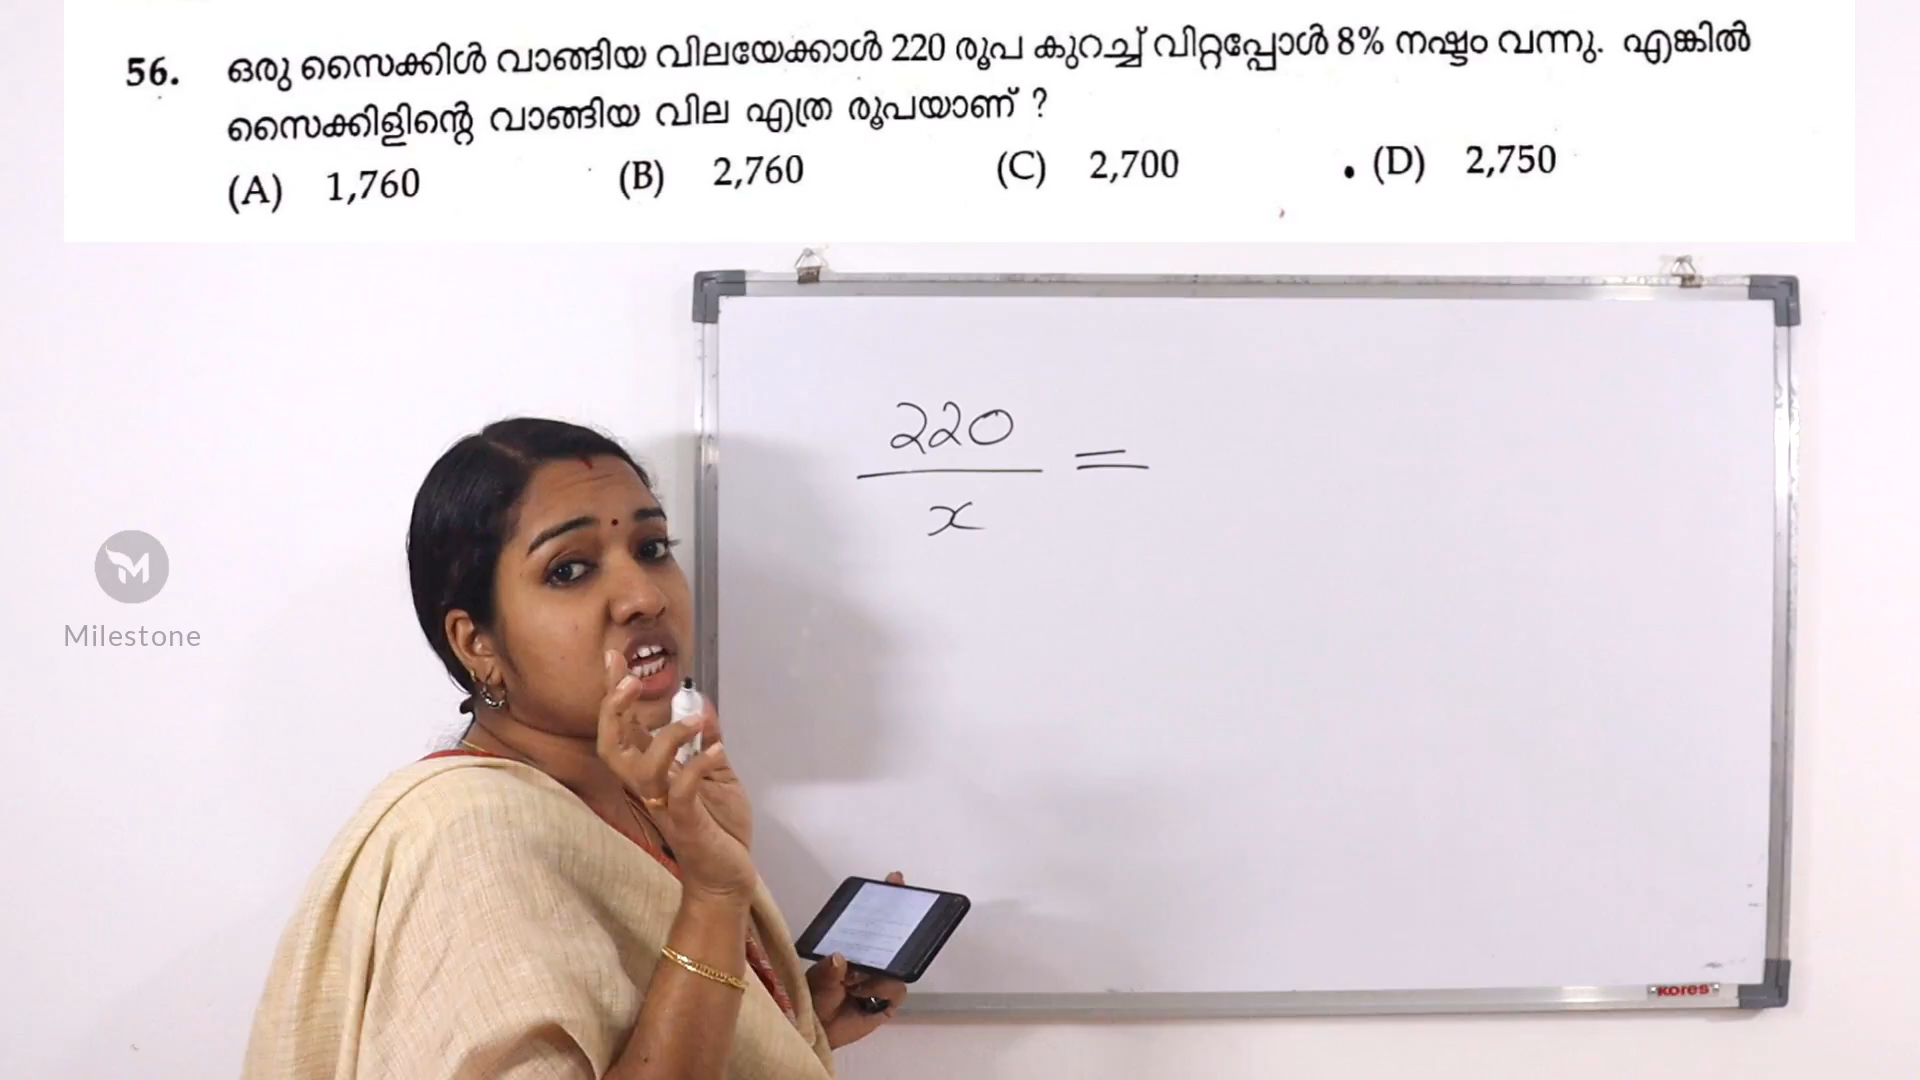 56. ഒരു സൈക്കിൾ വാങ്ങിയ വിലയേക്കാൾ 220 രൂപ കുറച്ച് വിറ്റപ്പോൾ 8% നഷ്ടം വന്നു. എങ്കിൽ
സൈക്കിളിന്റെ വാങ്ങിയ വില എത്ര രൂപയാണ് ?
(A) 1,760 (B) 2,760 (C) 2,700 (D) 2,750
220
=
x
Milestone
Kores